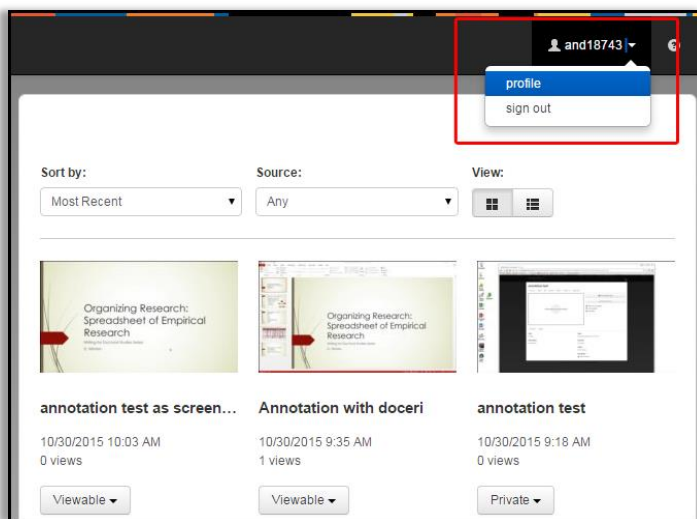 and18743
profile
sign out
Sort by:
Source:
View:
Most Recent
Any
Organizing Research:
Spreadsheet of Empirical
Research
Organizing Research:
Spreadsheet of Empirical
Research
annotation test as screen...
Annotation with doceri
annotation test
10/30/2015 10:03 AM
10/30/2015 9:35 AM
10/30/2015 9:18 AM
0 views
1 views
0 views
Viewable
Viewable
Private